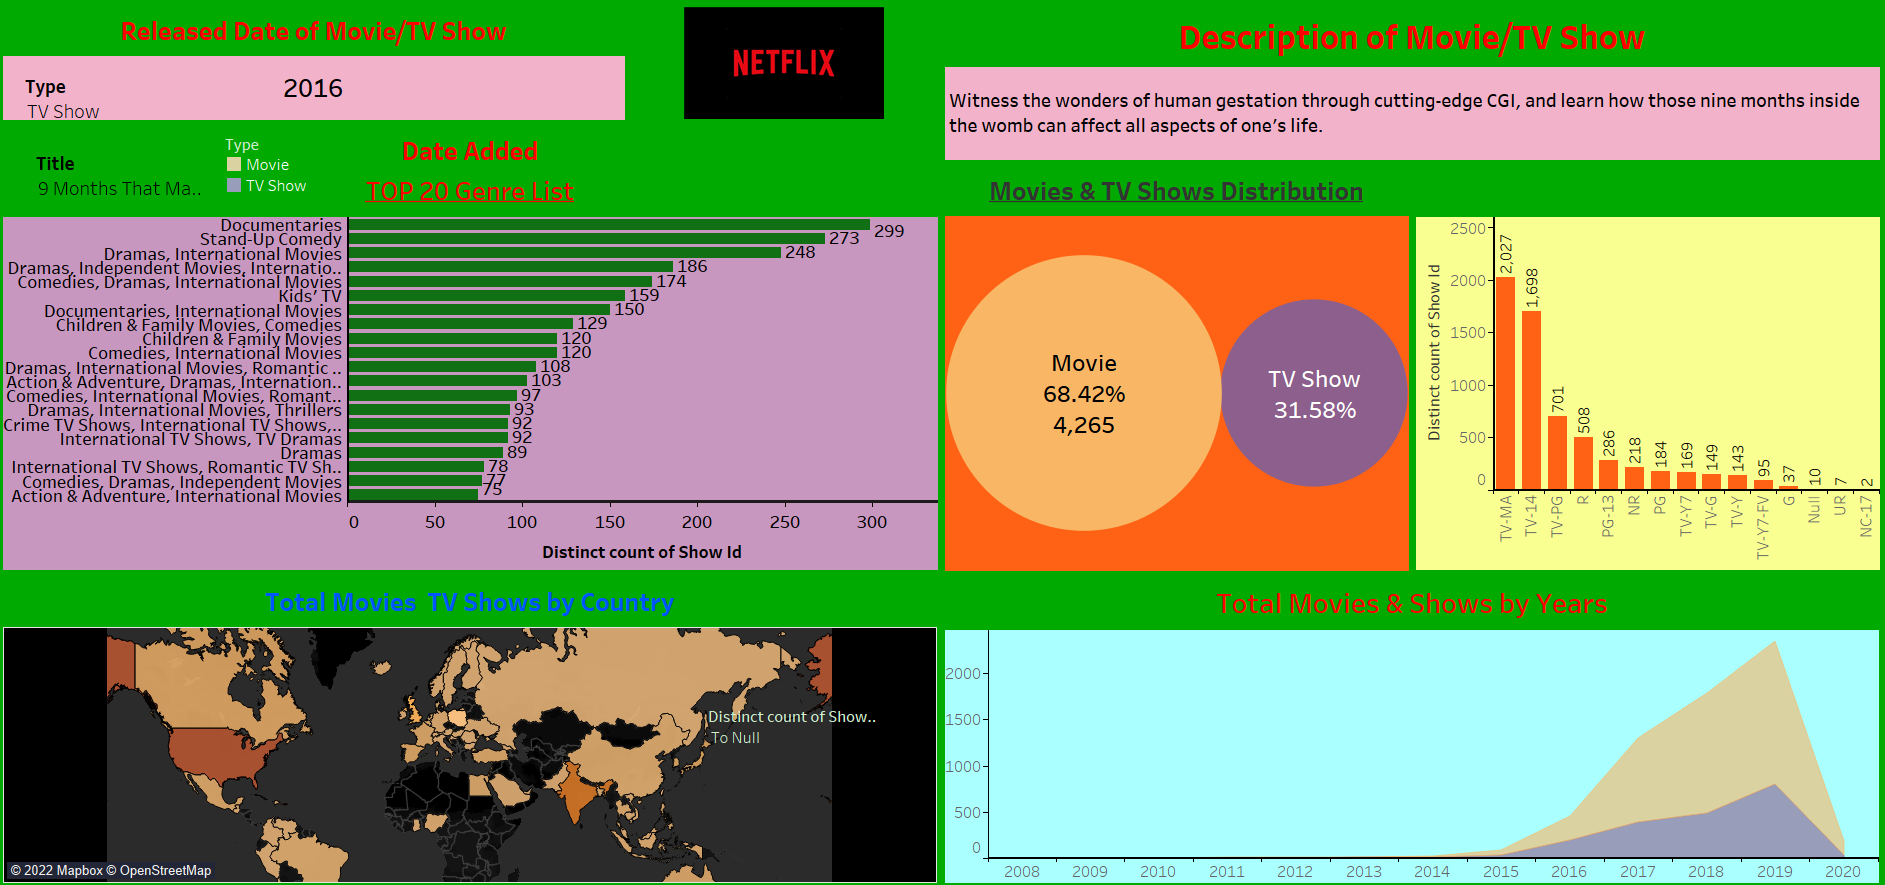 Released Date of Movie/TV Show
Type
2016
TV Show
NETFLIX
Description of Movie/TV Show
Witness the wonders of human gestation through cutting-edge CGI, and learn how those nine months inside
the womb can affect all aspects of one's life.
Title
9 Months That Ma..
Type
Movie
TV Show
Date Added
TOP 20 Genre List
Documentaries 299
Stand-Up Comedy 273
Dramas, International Movies 248
Dramas, Independent Movies, Internatio.. 186
Comedies, Dramas, International Movies 174
Kids' TV 159
Documentaries, International Movies 150
Children & Family Movies, Comedies 129
Children & Family Movies 120
Comedies, International Movies 120
Dramas, International Movies, Romantic .. 108
Action & Adventure, Dramas, Internation.. 103
Comedies, International Movies, Romant.. 97
Dramas, International Movies, Thrillers 93
Crime TV Shows, International TV Shows,.. 92
International TV Shows, TV Dramas 92
Dramas 89
International TV Shows, Romantic TV Sh.. 78
Comedies, Dramas, Independent Movies 77
Action & Adventure, International Movies 75
0 50 100 150 200 250 300
Distinct count of Show Id
Movies & TV Shows Distribution
Movie
68.42%
4,265
TV Show
31.58%
Distinct count of Show Id
2500
2000
1500
1000
500
0
2,027 1,698 701 508 286 218 184 169 149 143 95 37 10 7 2
TV-MA TV-14 TV-PG R PG-13 NR PG TV-Y7 TV-G TV-Y TV-Y7-FV G Null UR NC-17
Total Movies TV Shows by Country
Distinct count of Show..
To Null
© 2022 Mapbox © OpenStreetMap
Total Movies & Shows by Years
2000
1500
1000
500
0
2008 2009 2010 2011 2012 2013 2014 2015 2016 2017 2018 2019 2020